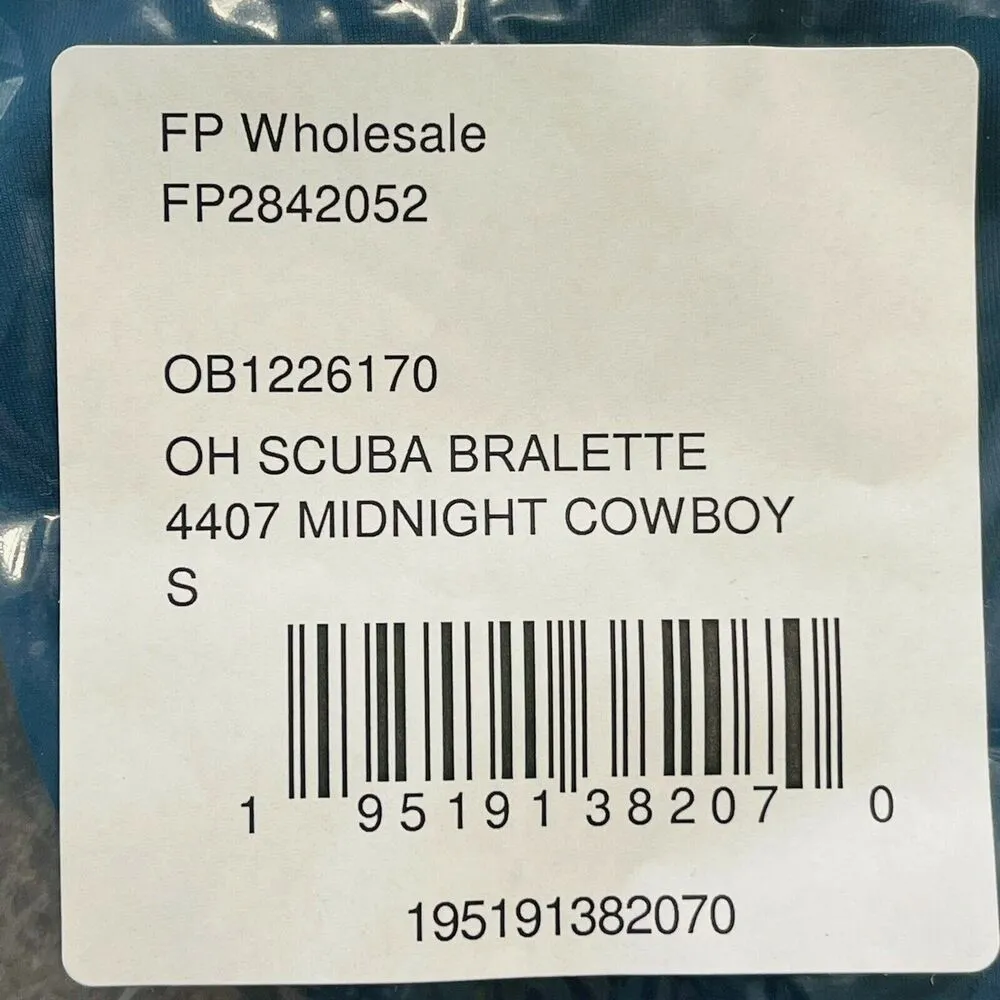 FP Wholesale
FP2842052
OB1226170
OH SCUBA BRALETTE
4407 MIDNIGHT COWBOY
S
1 95191 38207 0
195191382070